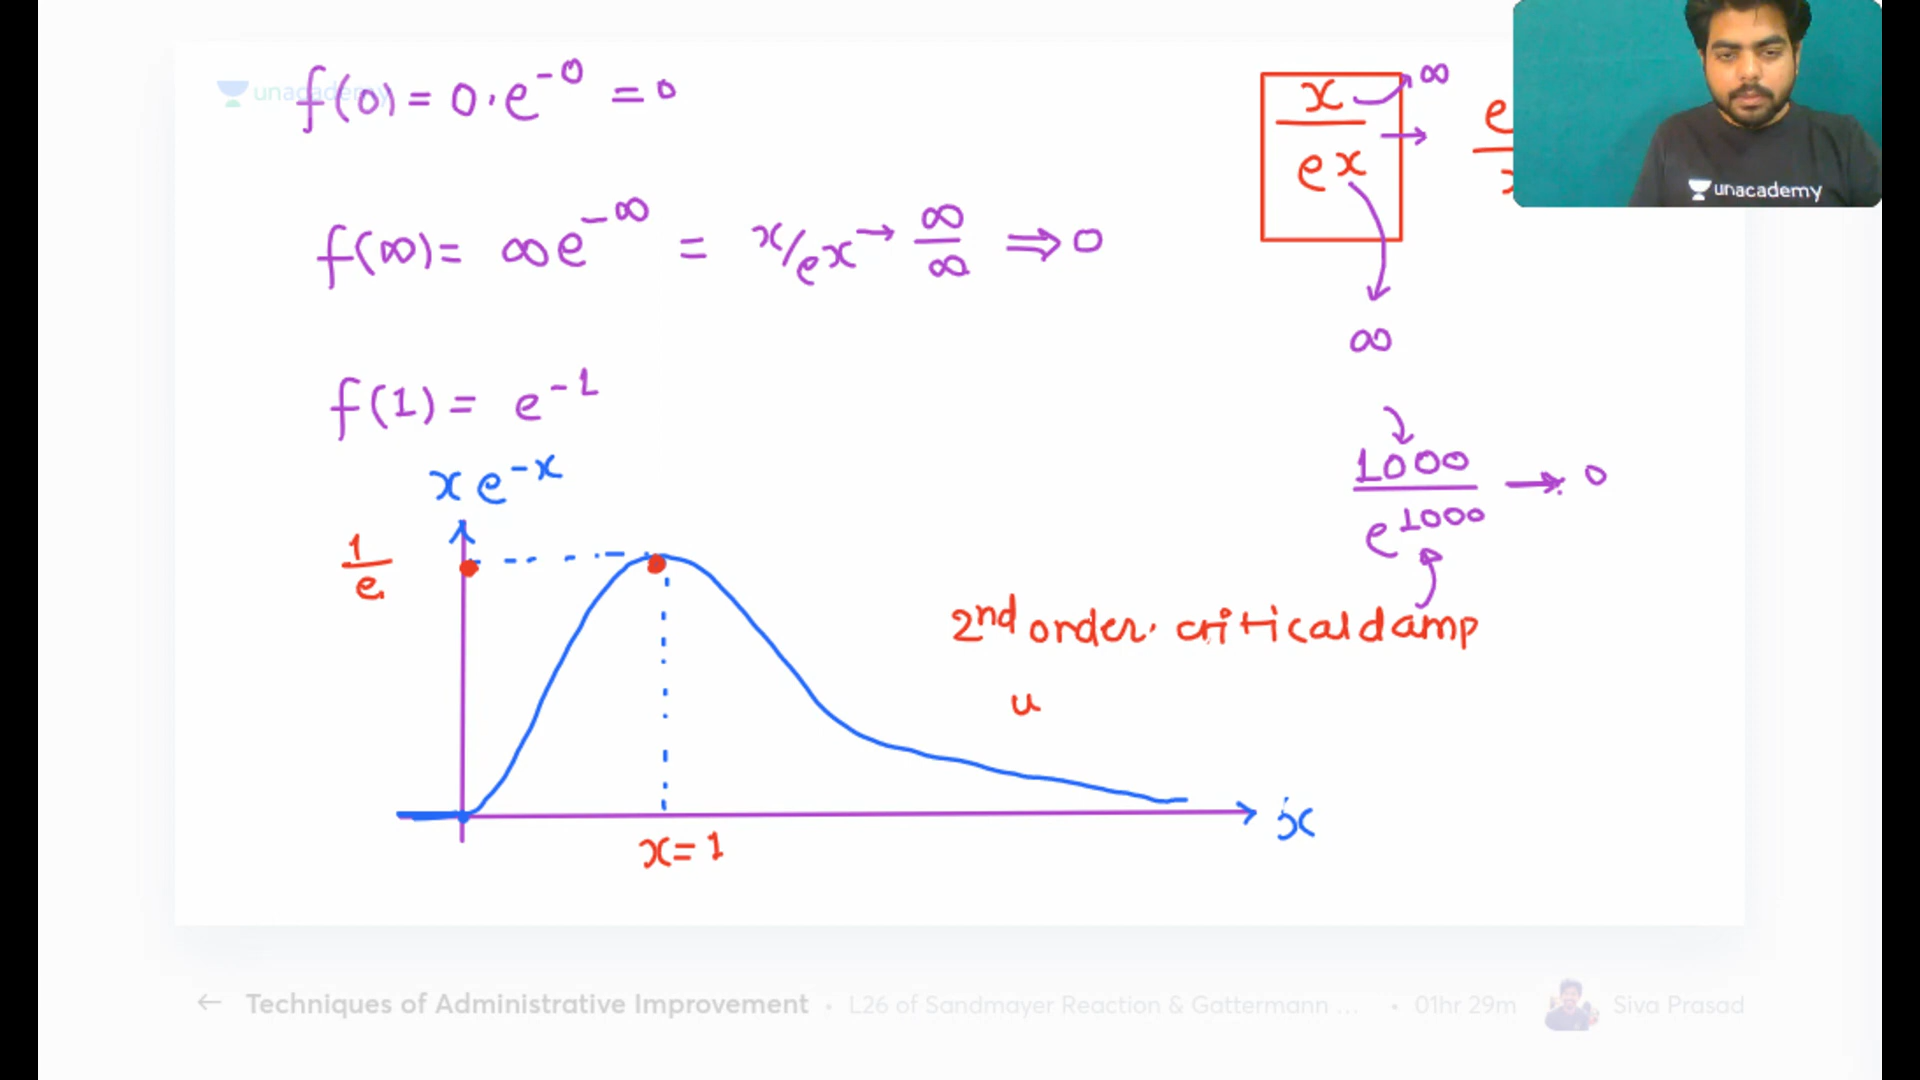 unacademy
f(0) = 0·e^{-0} = 0
f(∞) = ∞e^{-∞} = x/e^x → ∞/∞ ⇒ 0
f(1) = e^{-1}
x e^{-x}
1/e
x=1
x
x/e^x → ∞
∞
e
1000/e^{1000} → 0
2nd order. critical damp
u
unacademy
← Techniques of Administrative Improvement • L26 of Sandmayer Reaction & Gattermann ... • 01hr 29m Siva Prasad